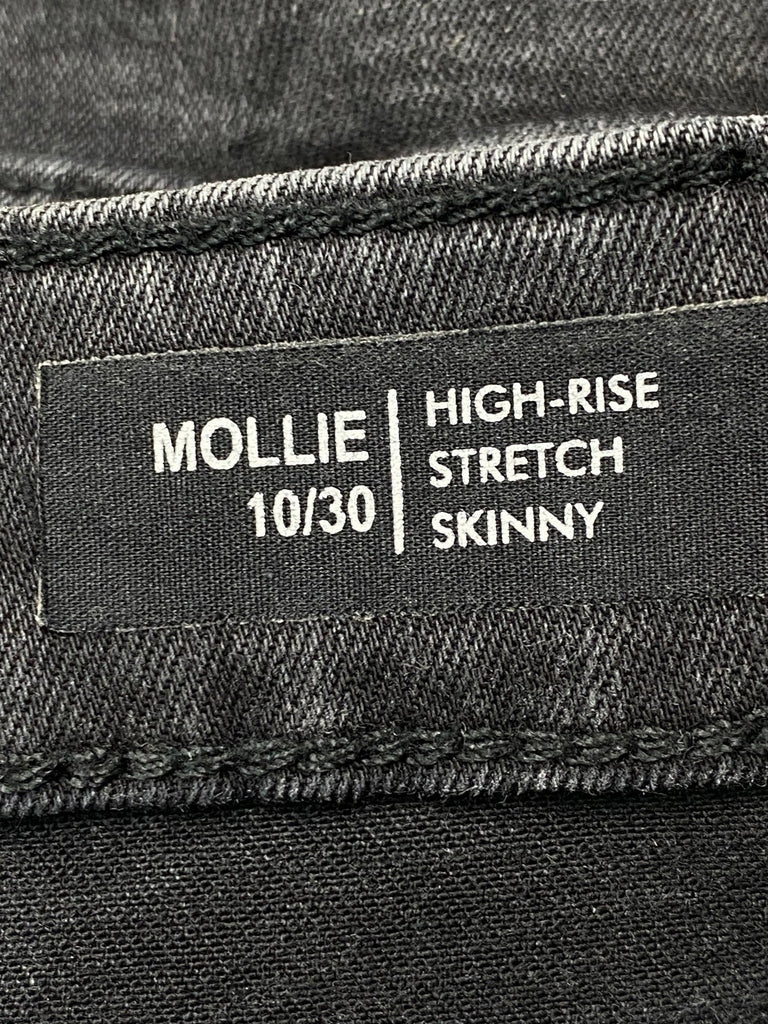 MOLLIE
10/30
HIGH-RISE
STRETCH
SKINNY